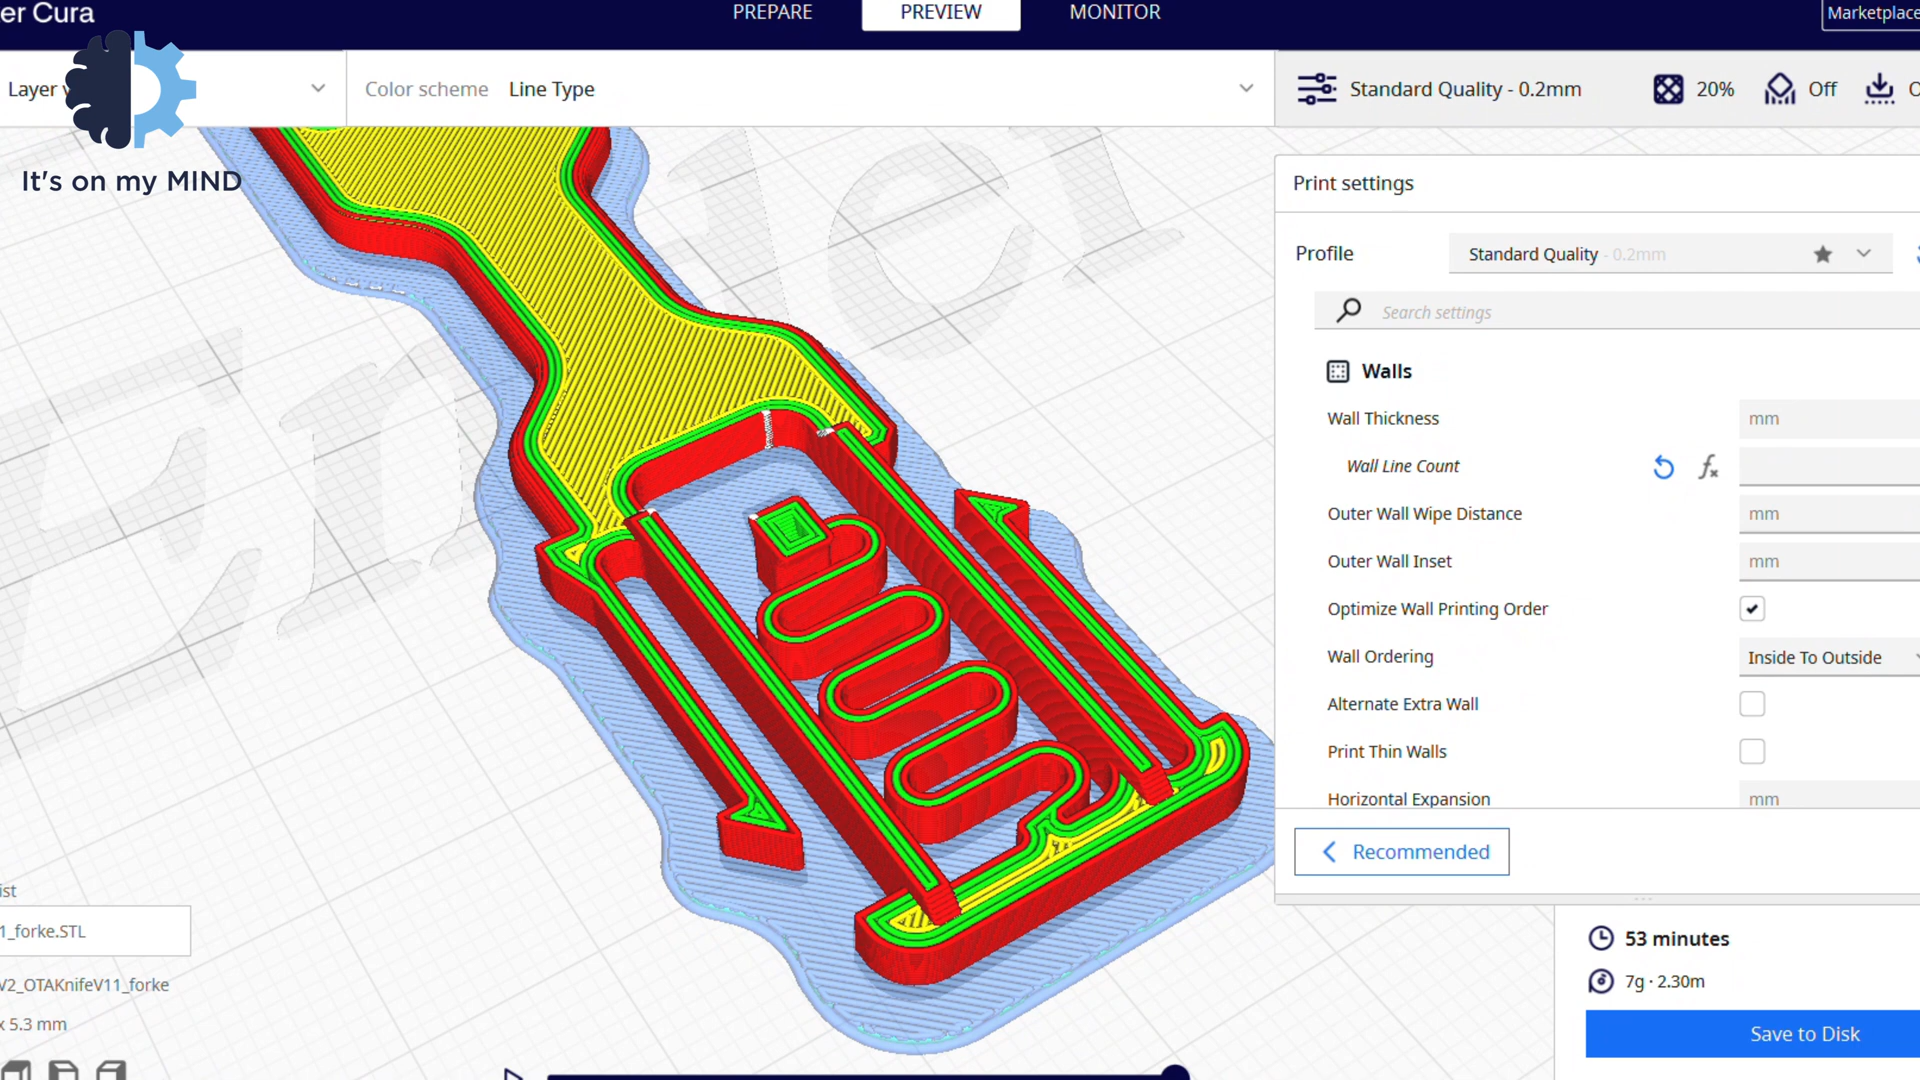 er Cura
PREPARE
PREVIEW
MONITOR
Marketplace
Layer
Color scheme Line Type
Standard Quality - 0.2mm
20%
Off
It's on my MIND
Print settings
Profile
Standard Quality - 0.2mm
Search settings
Walls
Wall Thickness
mm
Wall Line Count
Outer Wall Wipe Distance
mm
Outer Wall Inset
mm
Optimize Wall Printing Order
Wall Ordering
Inside To Outside
Alternate Extra Wall
Print Thin Walls
Horizontal Expansion
mm
Recommended
ist
1_forke.STL
V2_OTAKnifeV11_forke
x 5.3 mm
53 minutes
7g · 2.30m
Save to Disk
Ender